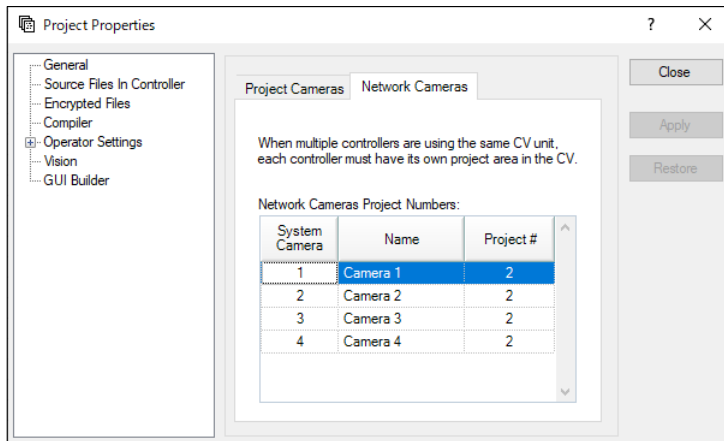 Project Properties
?
General
Source Files In Controller
Encrypted Files
Compiler
Operator Settings
Vision
GUI Builder
Project Cameras
Network Cameras
When multiple controllers are using the same CV unit,
each controller must have its own project area in the CV.
Network Cameras Project Numbers:
System Camera Name Project #
1 Camera 1 2
2 Camera 2 2
3 Camera 3 2
4 Camera 4 2
Close
Apply
Restore